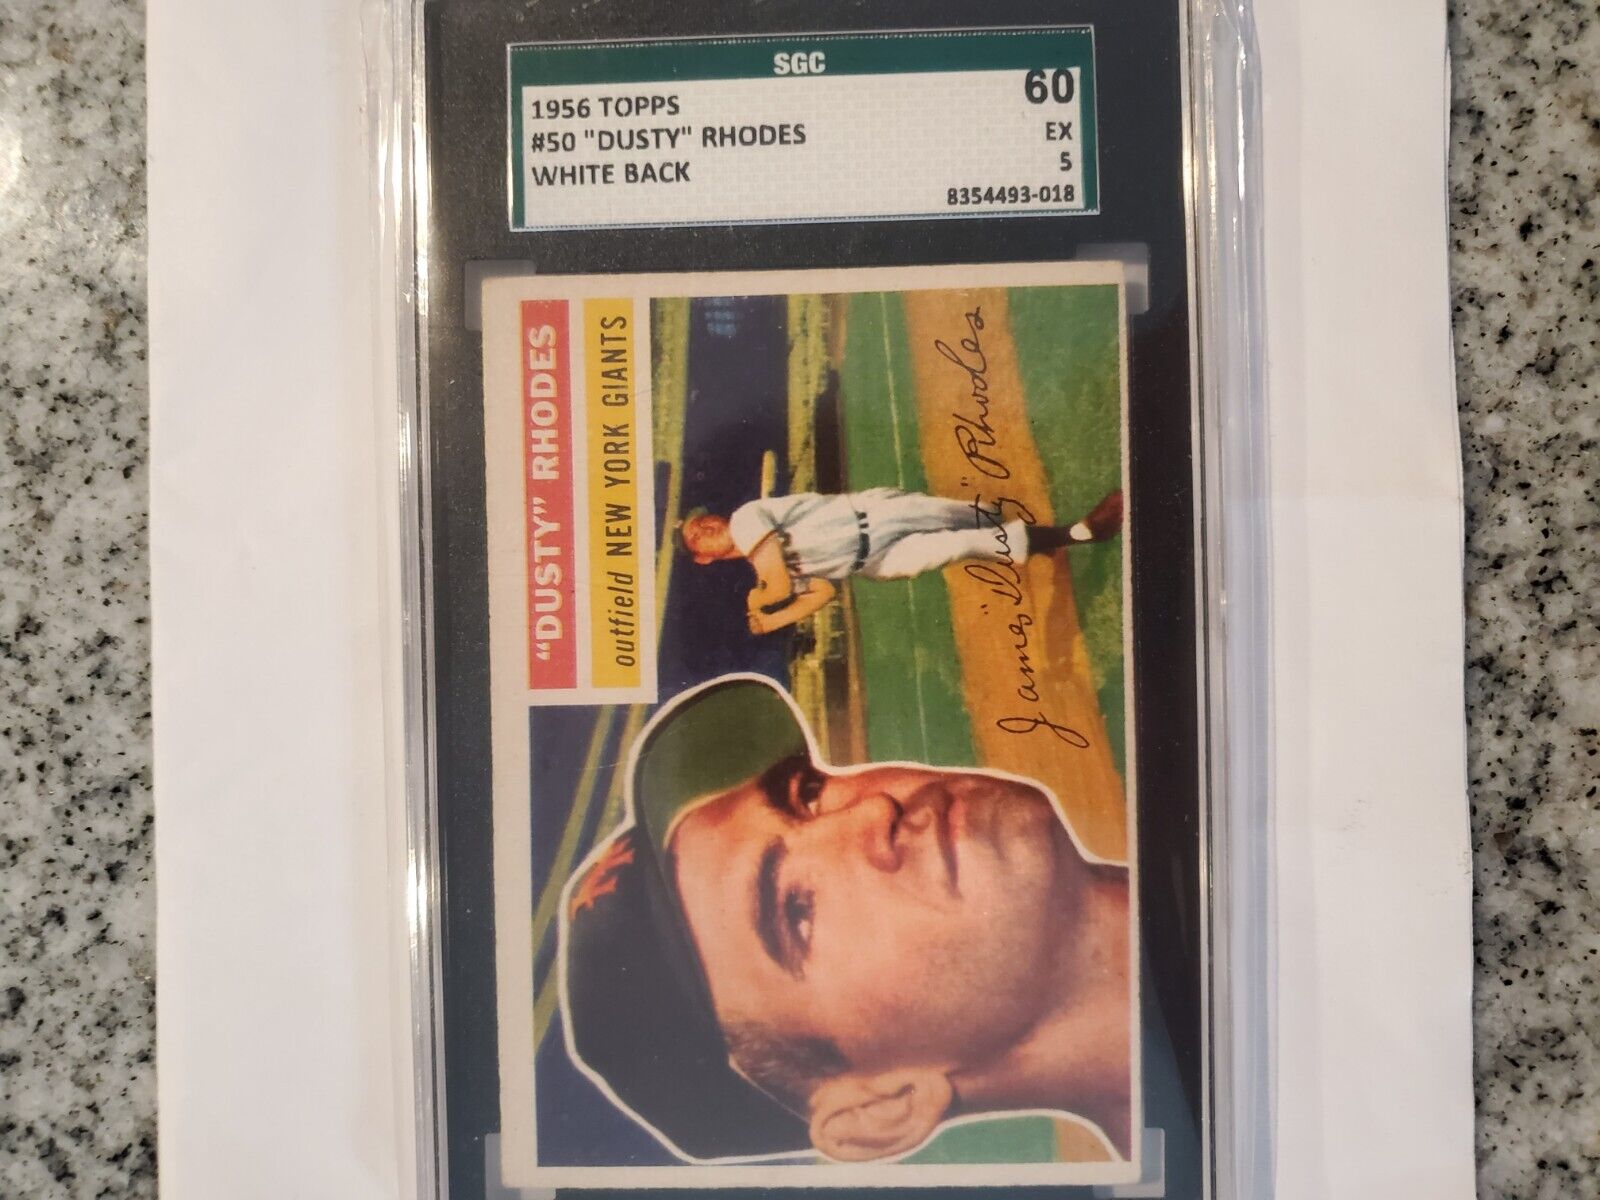 SGC
1956 TOPPS
60
#50 "DUSTY" RHODES
EX
WHITE BACK
5
8354493-018
“DUSTY” RHODES
outfield NEW YORK GIANTS
James "Dusty" Rhodes